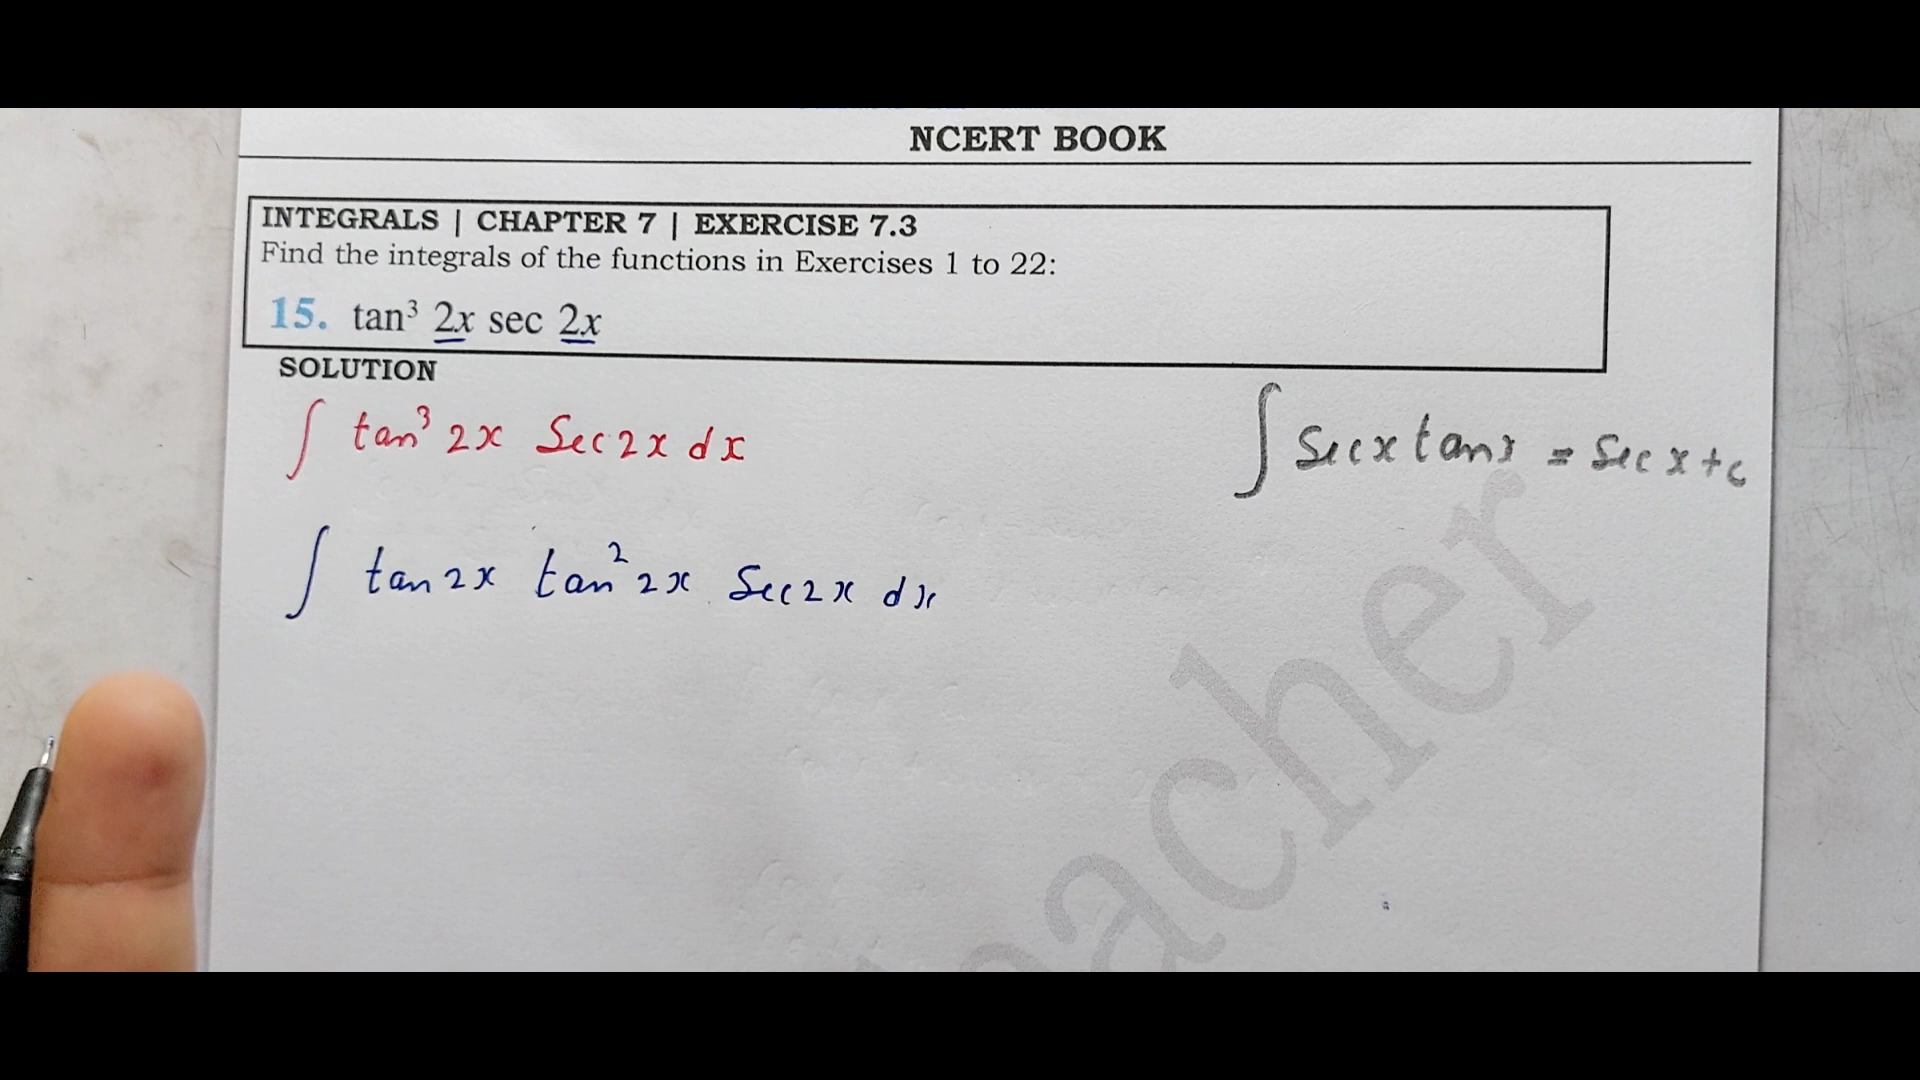 NCERT BOOK
INTEGRALS | CHAPTER 7 | EXERCISE 7.3
Find the integrals of the functions in Exercises 1 to 22:
15. tan³ 2x sec 2x
SOLUTION
∫ tan³ 2x Sec 2x dx
∫ Sec x tan x = Sec x + c
∫ tan 2x tan² 2x Sec 2x dx